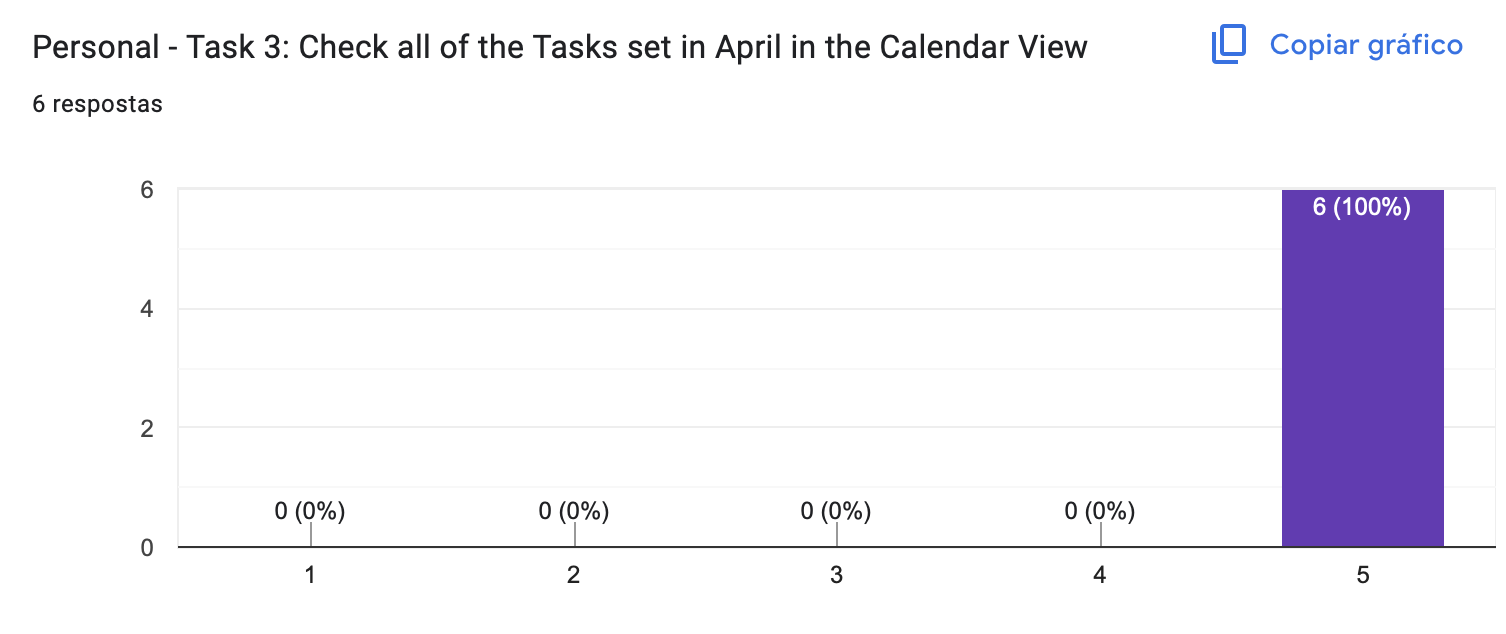 Personal - Task 3: Check all of the Tasks set in April in the Calendar View
Copiar gráfico
6 respostas
6
6 (100%)
4
2
0 (0%) 0 (0%) 0 (0%) 0 (0%)
0
1 2 3 4 5